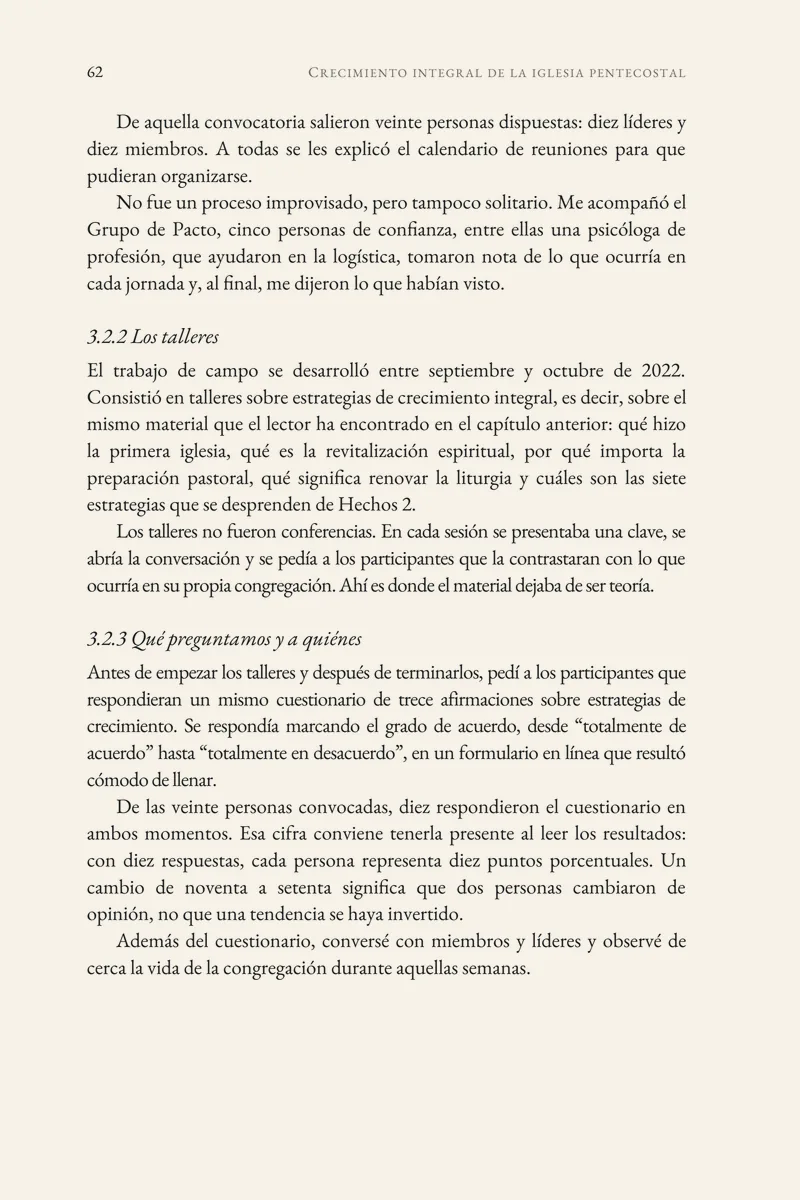 62
CRECIMIENTO INTEGRAL DE LA IGLESIA PENTECOSTAL
De aquella convocatoria salieron veinte personas dispuestas: diez líderes y
diez miembros. A todas se les explicó el calendario de reuniones para que
pudieran organizarse.
No fue un proceso improvisado, pero tampoco solitario. Me acompañó el
Grupo de Pacto, cinco personas de confianza, entre ellas una psicóloga de
profesión, que ayudaron en la logística, tomaron nota de lo que ocurría en
cada jornada y, al final, me dijeron lo que habían visto.
3.2.2 Los talleres
El trabajo de campo se desarrolló entre septiembre y octubre de 2022.
Consistió en talleres sobre estrategias de crecimiento integral, es decir, sobre el
mismo material que el lector ha encontrado en el capítulo anterior: qué hizo
la primera iglesia, qué es la revitalización espiritual, por qué importa la
preparación pastoral, qué significa renovar la liturgia y cuáles son las siete
estrategias que se desprenden de Hechos 2.
Los talleres no fueron conferencias. En cada sesión se presentaba una clave, se
abría la conversación y se pedía a los participantes que la contrastaran con lo que
ocurría en su propia congregación. Ahí es donde el material dejaba de ser teoría.
3.2.3 Qué preguntamos y a quiénes
Antes de empezar los talleres y después de terminarlos, pedí a los participantes que
respondieran un mismo cuestionario de trece afirmaciones sobre estrategias de
crecimiento. Se respondía marcando el grado de acuerdo, desde “totalmente de
acuerdo” hasta “totalmente en desacuerdo”, en un formulario en línea que resultó
cómodo de llenar.
De las veinte personas convocadas, diez respondieron el cuestionario en
ambos momentos. Esa cifra conviene tenerla presente al leer los resultados:
con diez respuestas, cada persona representa diez puntos porcentuales. Un
cambio de noventa a setenta significa que dos personas cambiaron de
opinión, no que una tendencia se haya invertido.
Además del cuestionario, conversé con miembros y líderes y observé de
cerca la vida de la congregación durante aquellas semanas.